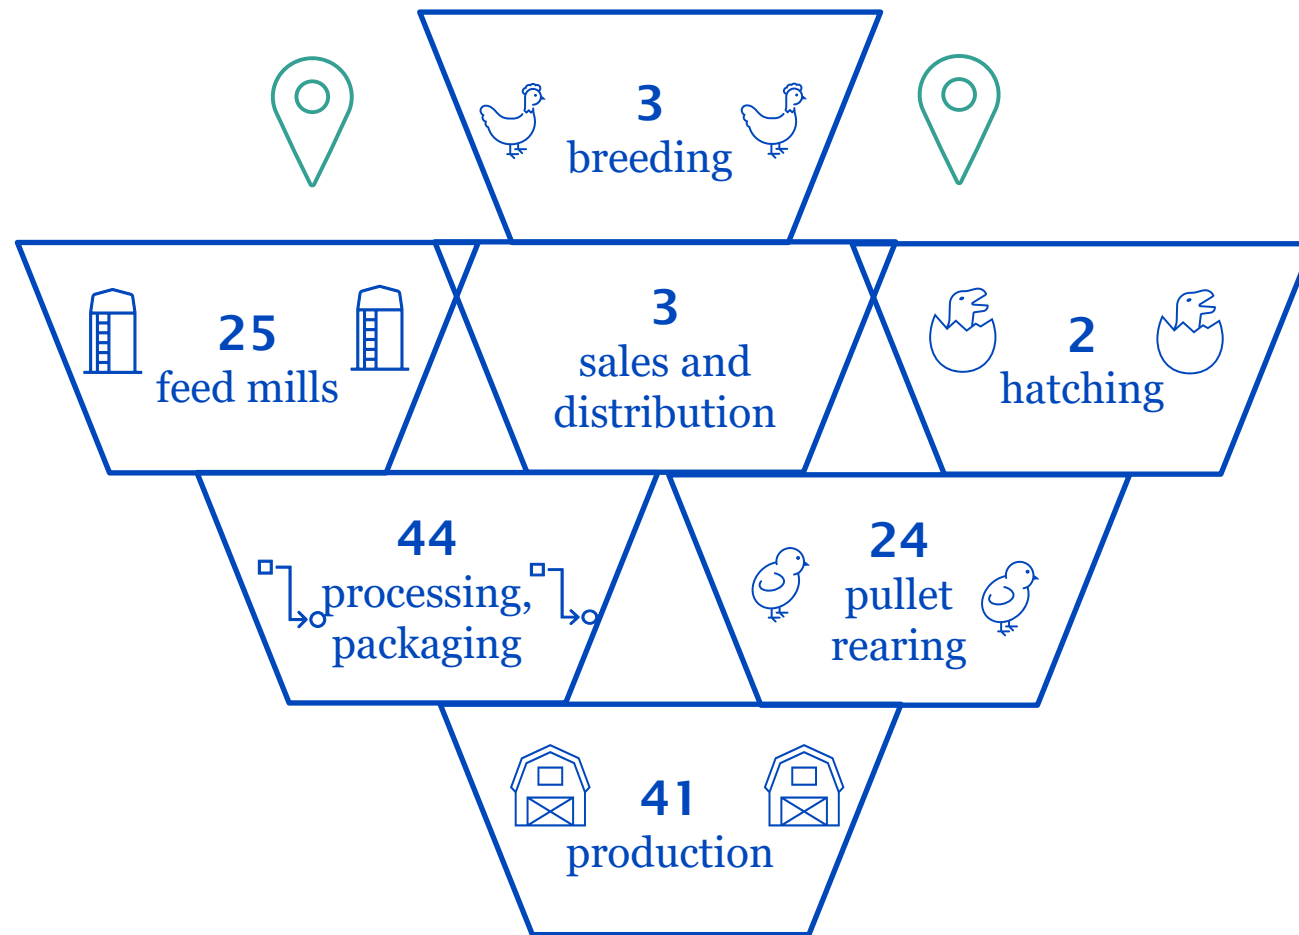 3
breeding
25
feed mills
3
sales and
distribution
2
hatching
44
processing,
packaging
24
pullet
rearing
41
production